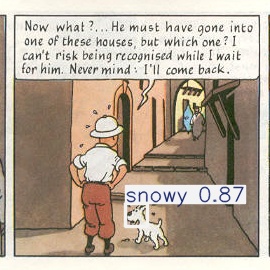 Now what?... He must have gone into
one of these houses, but which one? I
can't risk being recognised while I wait
for him. Never mind: I'll come back.
snowy 0.87